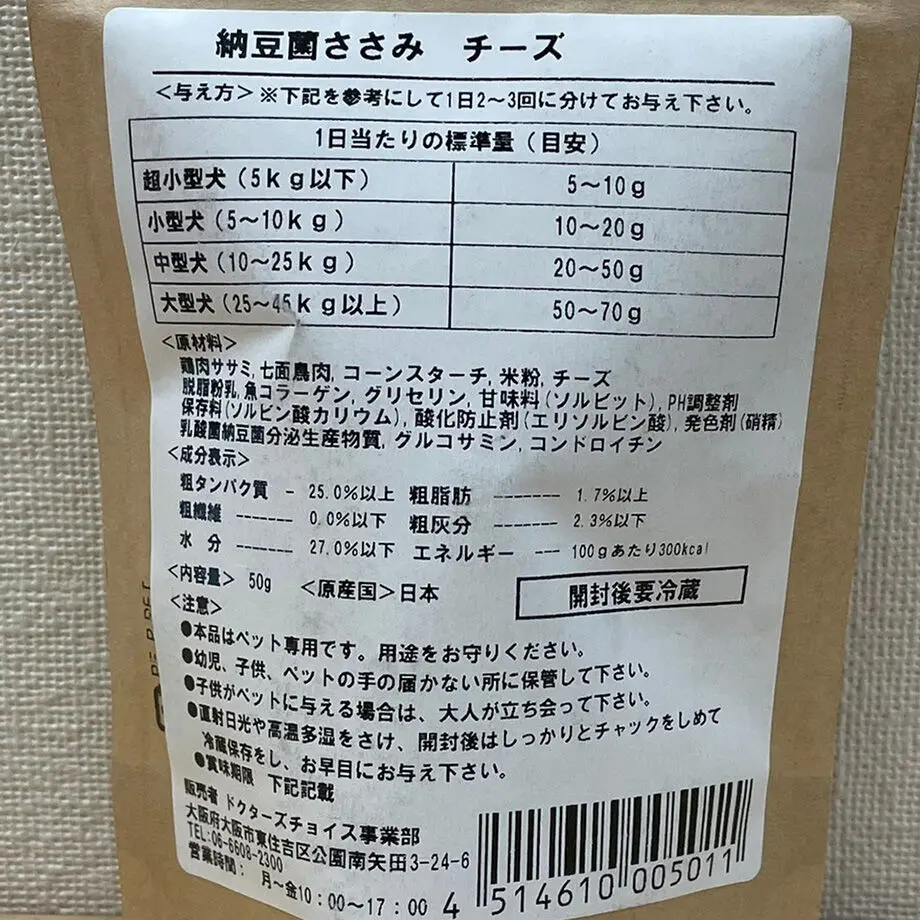 納豆菌ささみ　チーズ
＜与え方＞※下記を参考にして1日2～3回に分けてお与え下さい。
1日当たりの標準量（目安）
超小型犬（5kg以下） 5～10g
小型犬（5～10kg） 10～20g
中型犬（10～25kg） 20～50g
大型犬（25～45kg以上） 50～70g
＜原材料＞
鶏肉ササミ, 七面鳥肉, コーンスターチ, 米粉, チーズ
脱脂粉乳, 魚コラーゲン, グリセリン, 甘味料(ソルビット), PH調整剤
保存料(ソルビン酸カリウム), 酸化防止剤(エリソルビン酸), 発色剤(硝精)
乳酸菌納豆菌分泌生産物質, グルコサミン, コンドロイチン
＜成分表示＞
粗タンパク質 - 25.0%以上 粗脂肪 ------- 1.7%以上
粗繊維 ------- 0.0%以下 粗灰分 ------- 2.3%以下
水 分 ------- 27.0%以下 エネルギー --- 100gあたり300kcal
＜内容量＞ 50g ＜原産国＞日本 開封後要冷蔵
＜注意＞
●本品はペット専用です。用途をお守りください。
●幼児、子供、ペットの手の届かない所に保管して下さい。
●子供がペットに与える場合は、大人が立ち会って下さい。
●直射日光や高温多湿をさけ、開封後はしっかりとチャックをしめて
冷蔵保存をし、お早目にお与え下さい。
●賞味期限 下記記載
販売者 ドクターズチョイス事業部
大阪府大阪市東住吉区公園南矢田3-24-6
TEL:06-6608-2300
営業時間： 月～金10：00～17：00
4 514610 005011